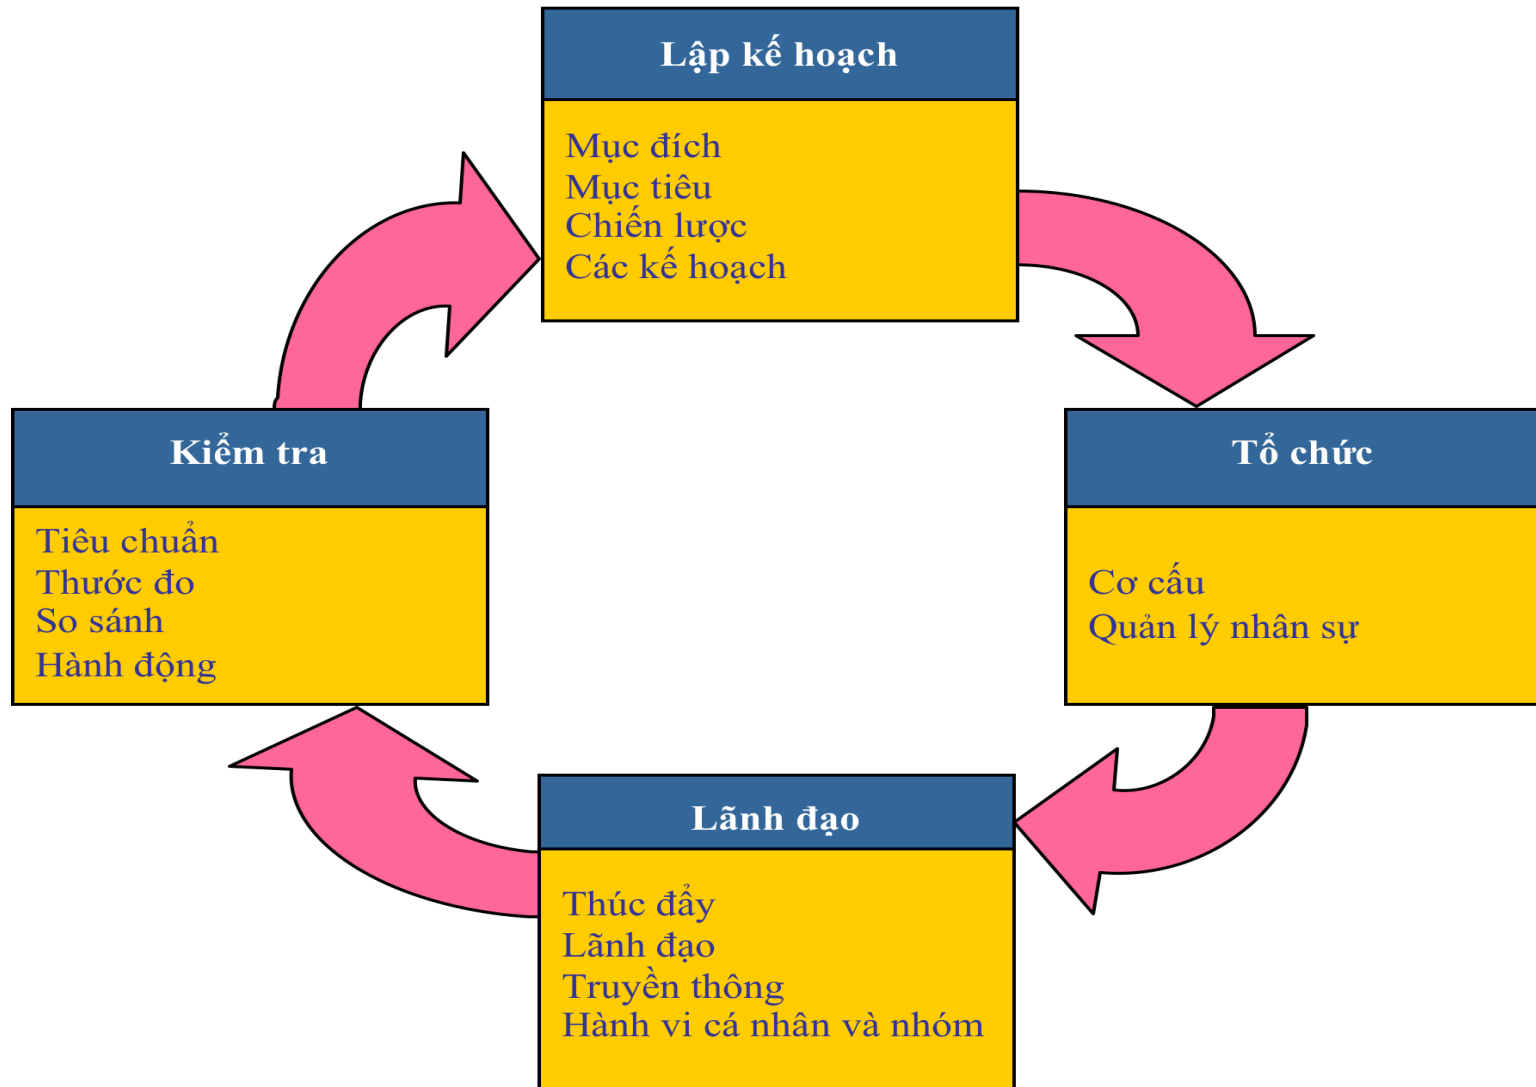 Lập kế hoạch
Mục đích
Mục tiêu
Chiến lược
Các kế hoạch
Tổ chức
Cơ cấu
Quản lý nhân sự
Lãnh đạo
Thúc đẩy
Lãnh đạo
Truyền thông
Hành vi cá nhân và nhóm
Kiểm tra
Tiêu chuẩn
Thước đo
So sánh
Hành động